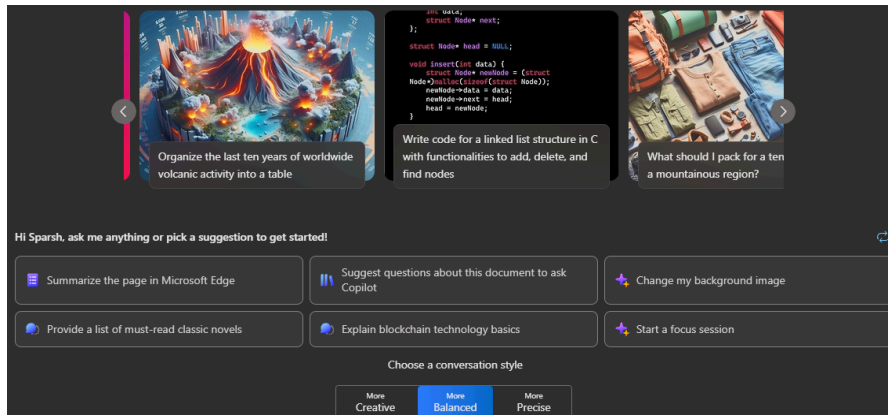 int data;
struct Node* next;
};
struct Node* head = NULL;
void insert(int data) {
struct Node* newNode = (struct
Node*)malloc(sizeof(struct Node));
newNode->data = data;
newNode->next = head;
head = newNode;
}
Organize the last ten years of worldwide
volcanic activity into a table
Write code for a linked list structure in C
with functionalities to add, delete, and
find nodes
What should I pack for a ten
a mountainous region?
Hi Sparsh, ask me anything or pick a suggestion to get started!
Summarize the page in Microsoft Edge
Suggest questions about this document to ask
Copilot
Change my background image
Provide a list of must-read classic novels
Explain blockchain technology basics
Start a focus session
Choose a conversation style
More
Creative
More
Balanced
More
Precise